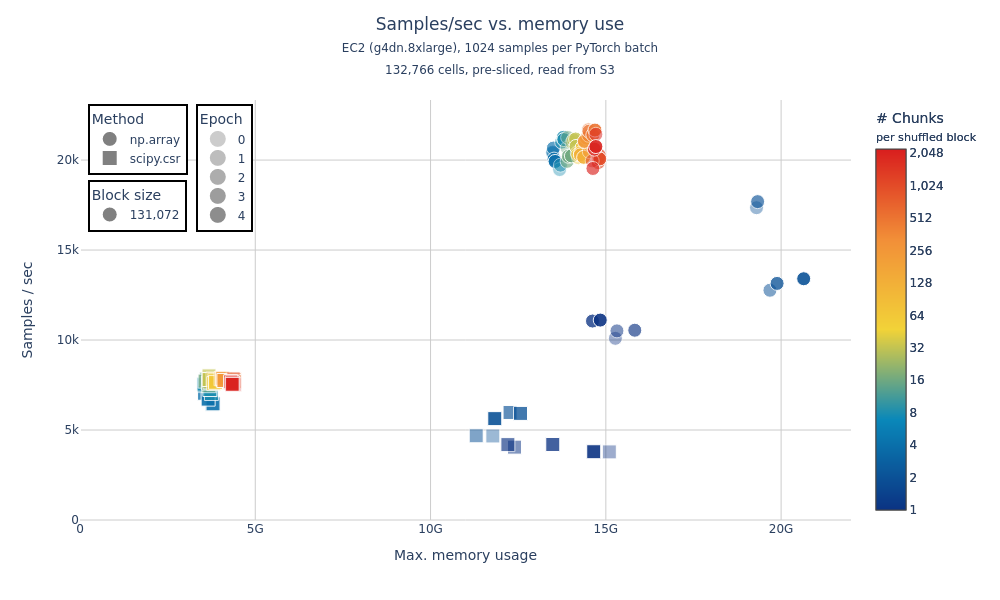 Samples/sec vs. memory use
EC2 (g4dn.8xlarge), 1024 samples per PyTorch batch
132,766 cells, pre-sliced, read from S3
Method
np.array
scipy.csr
Block size
131,072
Epoch
0
1
2
3
4
# Chunks
per shuffled block
2,048
1,024
512
256
128
64
32
16
8
4
2
1
Samples / sec
20k
15k
10k
5k
0
0
5G
10G
15G
20G
Max. memory usage